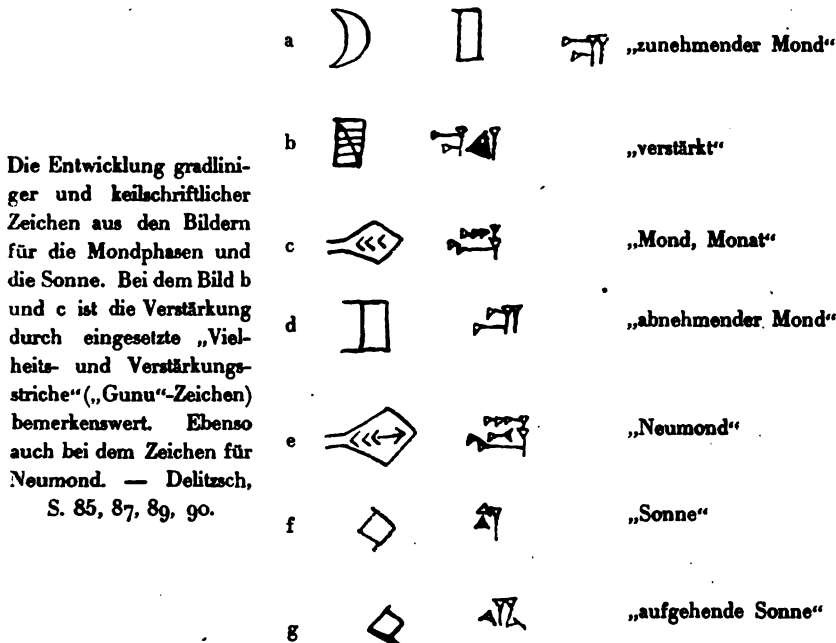 a „zunehmender Mond“
b „verstärkt“
Die Entwicklung gradlini-
ger und keilschriftlicher
Zeichen aus den Bildern
für die Mondphasen und
die Sonne. Bei dem Bild b
und c ist die Verstärkung
durch eingesetzte „Viel-
heits- und Verstärkungs-
striche“ („Gunu“-Zeichen)
bemerkenswert. Ebenso
auch bei dem Zeichen für
Neumond. — Delitzsch,
S. 85, 87, 89, 90.
c „Mond, Monat“
d „abnehmender Mond“
e „Neumond“
f „Sonne“
g „aufgehende Sonne“